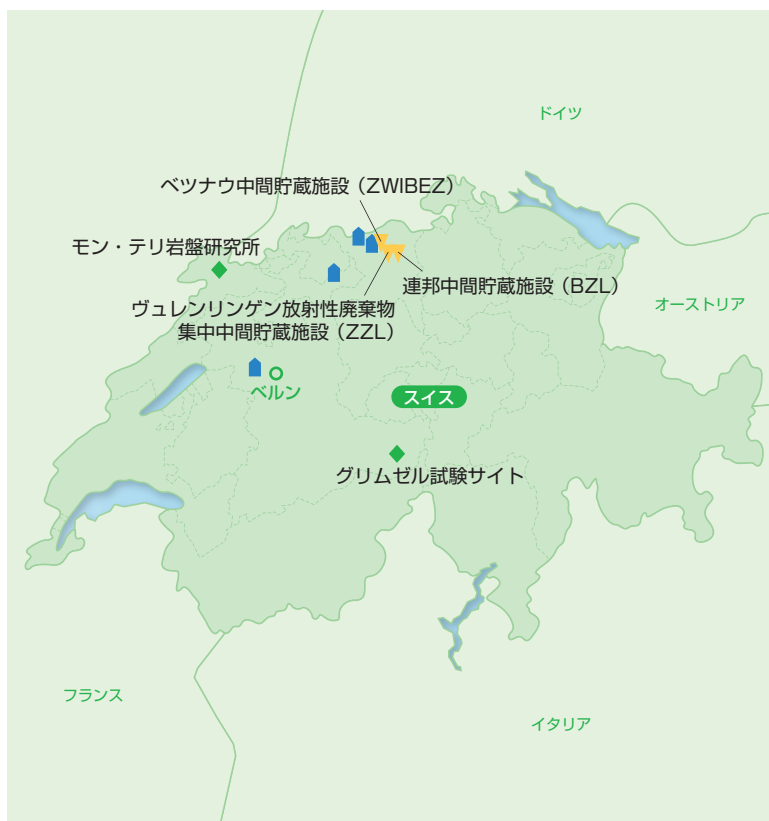 ドイツ
ベツナウ中間貯蔵施設（ZWIBEZ）
モン・テリ岩盤研究所
連邦中間貯蔵施設（BZL）
オーストリア
ヴュレンリンゲン放射性廃棄物
集中中間貯蔵施設（ZZL）
ベルン
スイス
グリムゼル試験サイト
フランス
イタリア